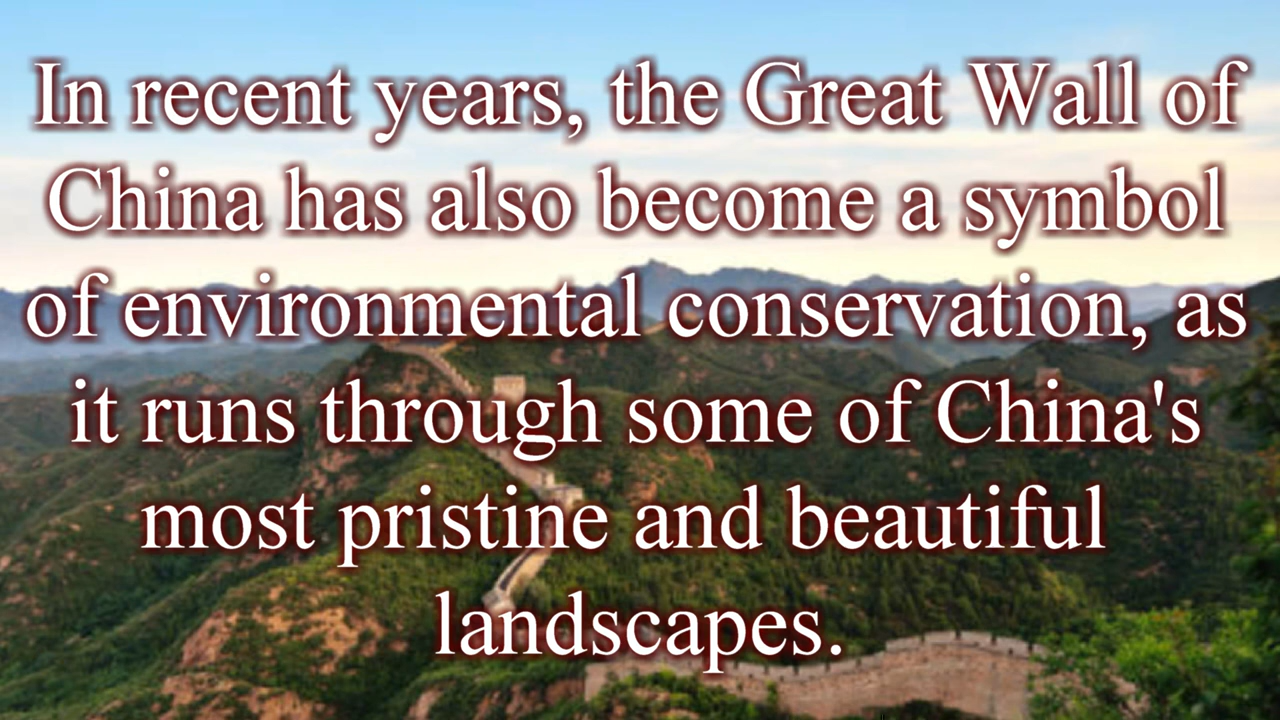 In recent years, the Great Wall of
China has also become a symbol
of environmental conservation, as
it runs through some of China's
most pristine and beautiful
landscapes.